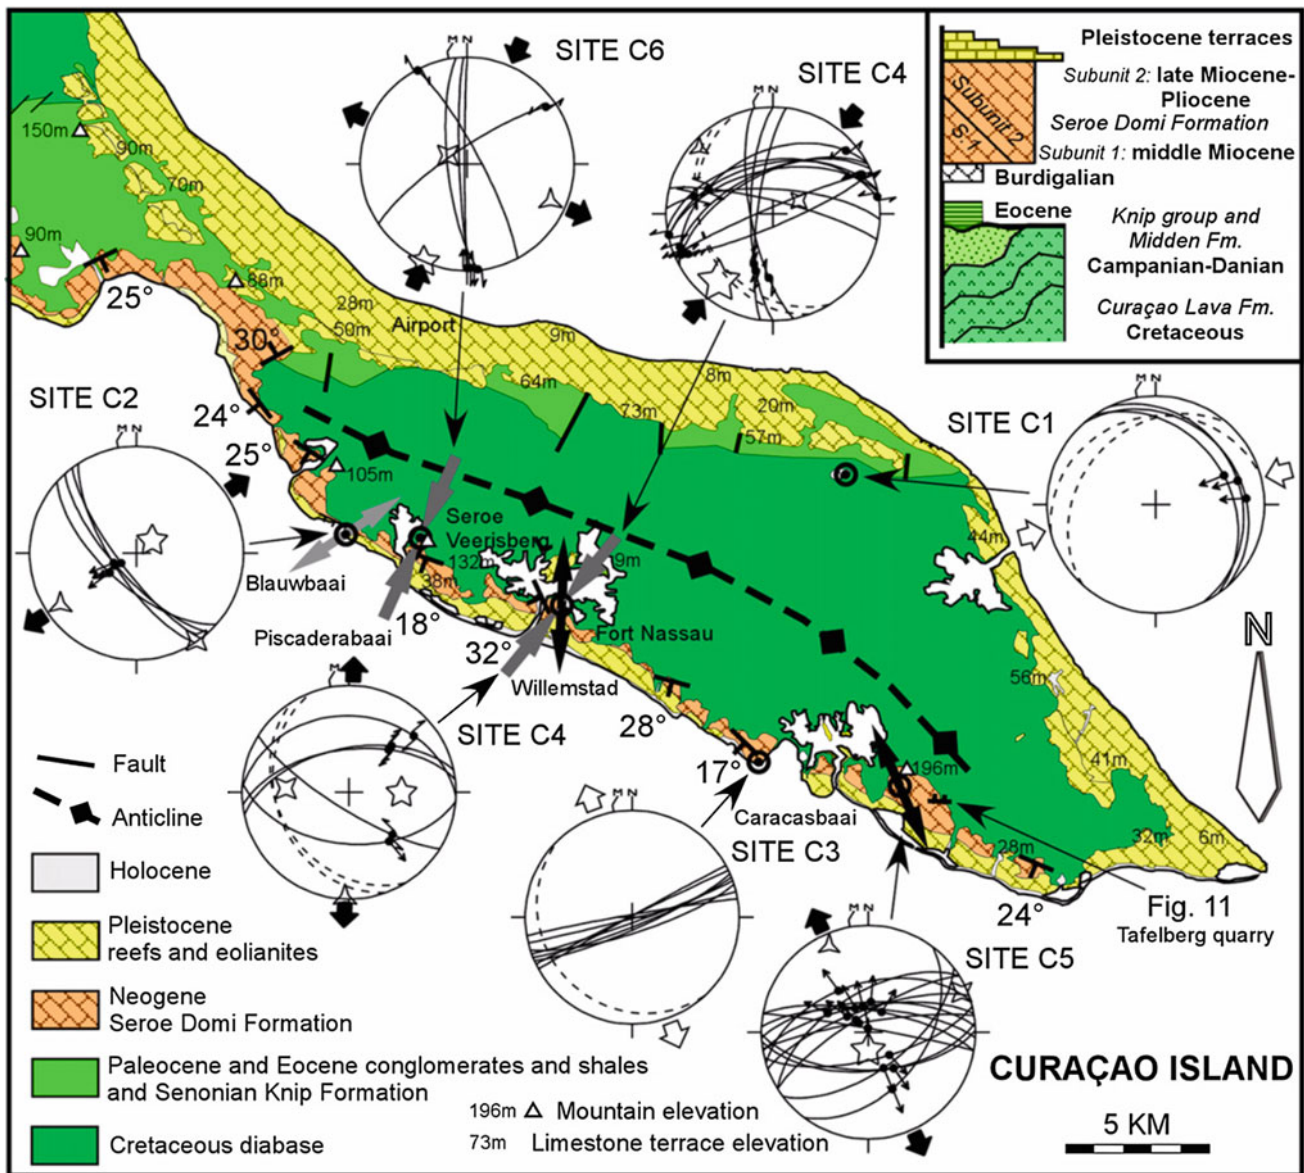 SITE C6
M N
SITE C4
M N
Pleistocene terraces
Subunit 2: late Miocene-
Pliocene
Seroe Domi Formation
Subunit 1: middle Miocene
Burdigalian
Eocene
Knip group and
Midden Fm.
Campanian-Danian
Curaçao Lava Fm.
Cretaceous
Subunit 2
S.1
150m
90m
70m
90m
88m
25°
28m
50m
Airport
9m
30°
64m
8m
20m
73m
57m
SITE C2
M N
24°
25°
105m
SITE C1
M N
44m
Seroe
Veerisberg
132m
38m
9m
Blauwbaai
Piscaderabaai
18°
32°
Fort Nassau
Willemstad
N
56m
M N
SITE C4
28°
17°
196m
41m
Caracasbaai
SITE C3
M N
28m
32m
6m
24°
Fig. 11
Tafelberg quarry
M N
SITE C5
Fault
Anticline
Holocene
Pleistocene
reefs and eolianites
Neogene
Seroe Domi Formation
Paleocene and Eocene conglomerates and shales
and Senonian Knip Formation
Cretaceous diabase
196m Mountain elevation
73m Limestone terrace elevation
CURAÇAO ISLAND
5 KM